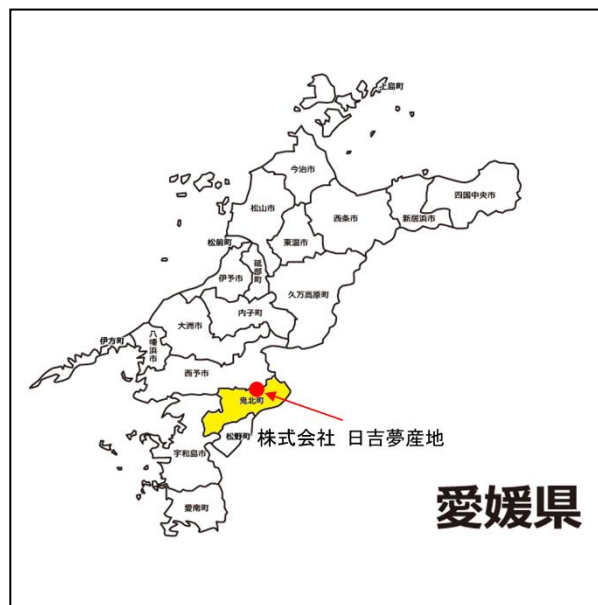 上島町
今治市
松山市
西条市
新居浜市
四国中央市
東温市
松前町
砥部町
伊予市
久万高原町
内子町
大洲市
八幡浜市
伊方町
西予市
鬼北町
松野町
株式会社 日吉夢産地
宇和島市
愛南町
愛媛県